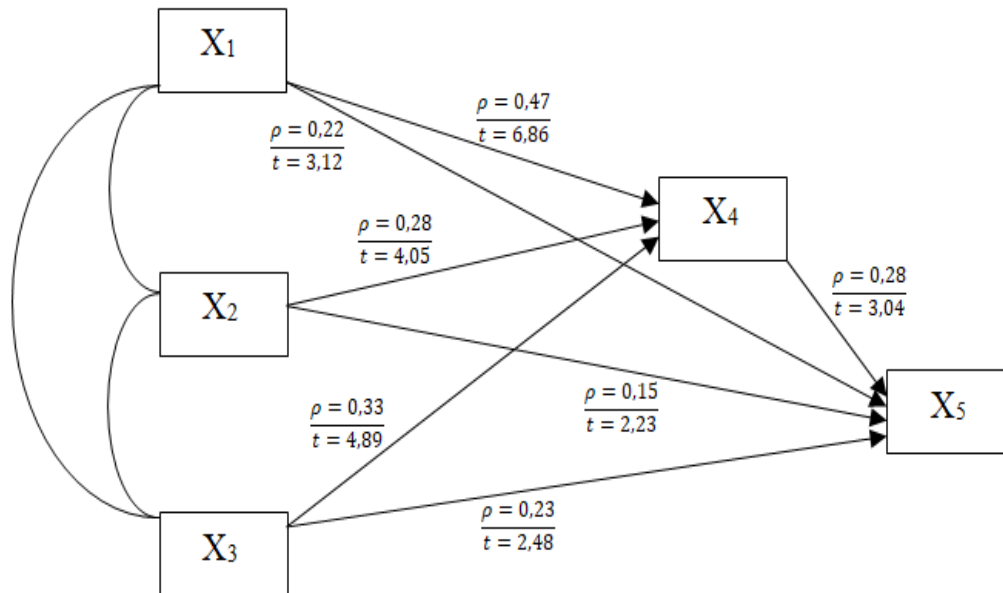 X1
ρ = 0,47
t = 6,86
ρ = 0,22
t = 3,12
X4
ρ = 0,28
t = 4,05
ρ = 0,28
t = 3,04
X2
ρ = 0,33
t = 4,89
ρ = 0,15
t = 2,23
X5
ρ = 0,23
t = 2,48
X3